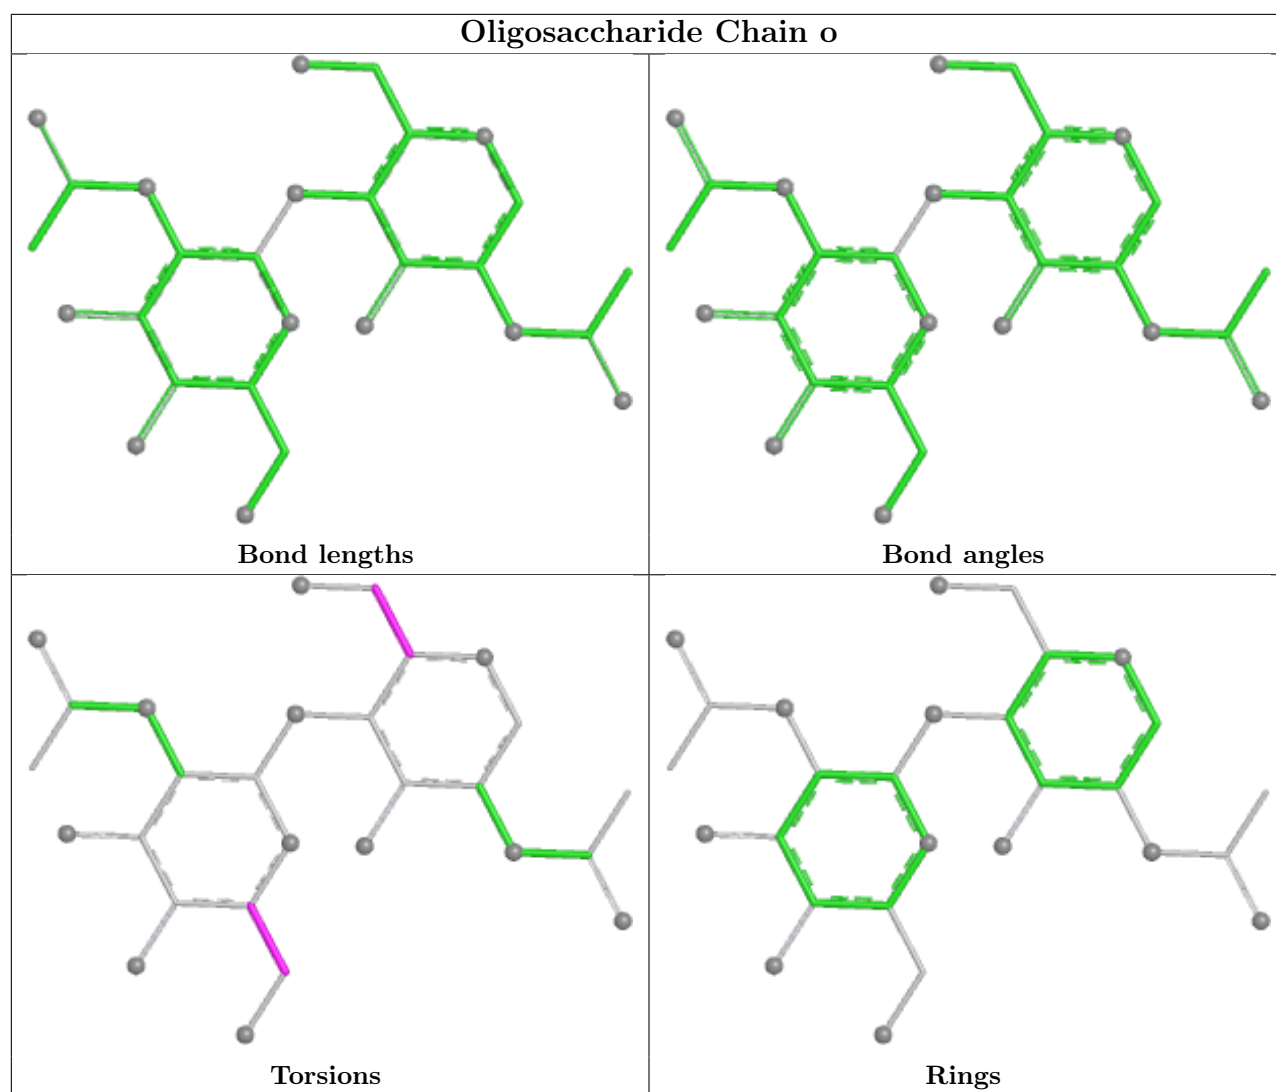 Oligosaccharide Chain o
Bond lengths
Bond angles
Torsions
Rings